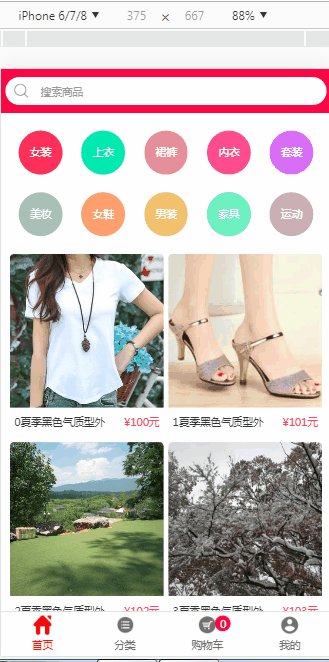 iPhone 6/7/8 ▼ 375 × 667 88% ▼
搜索商品
女装 上衣 裙裤 内衣 套装
美妆 女鞋 男装 家具 运动
0夏季黑色气质型外 ¥100元 1夏季黑色气质型外 ¥101元
2夏季黑色气质型外 ¥102元 3夏季黑色气质型外 ¥103元
0
首页 分类 购物车 我的